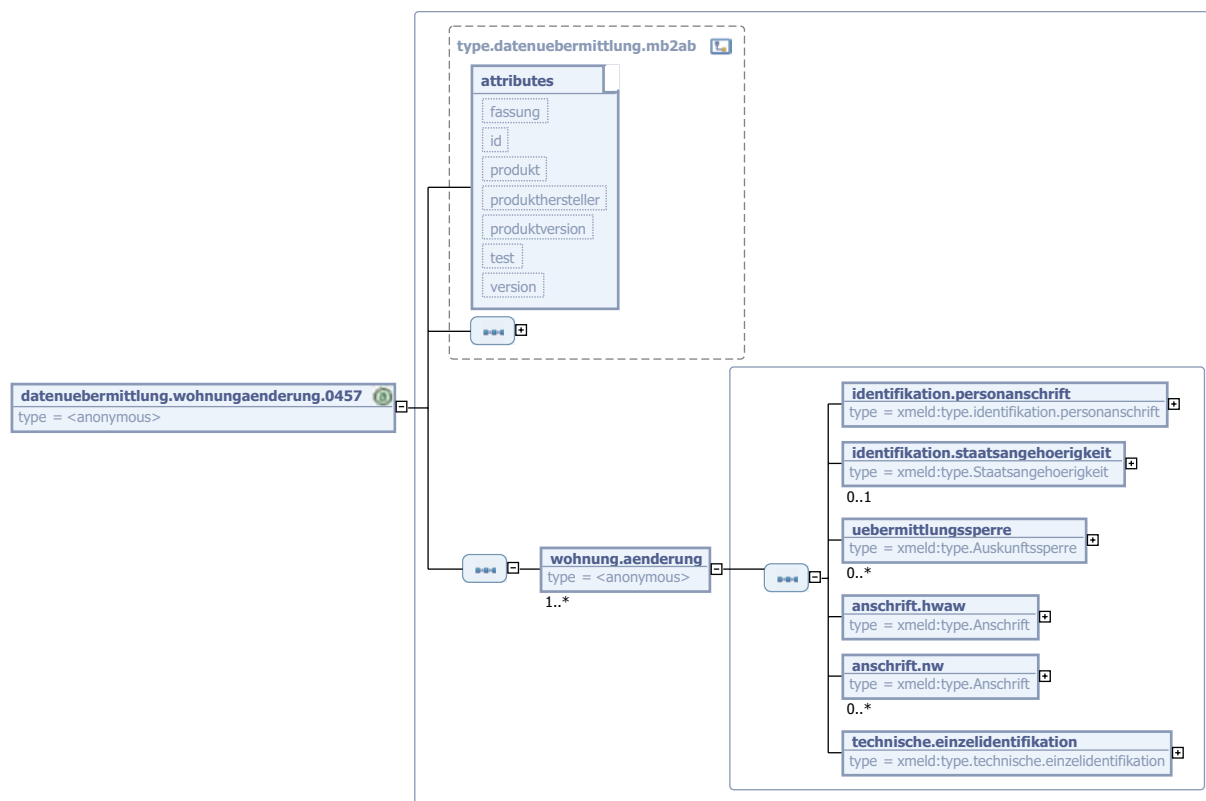 type.datenuebermittlung.mb2ab
attributes
fassung
id
produkt
produkthersteller
produktversion
test
version
datenuebermittlung.wohnungaenderung.0457
type = <anonymous>
wohnung.aenderung
type = <anonymous>
1..*
identifikation.personanschrift
type = xmeld:type.identifikation.personanschrift
identifikation.staatsangehoerigkeit
type = xmeld:type.Staatsangehoerigkeit
0..1
uebermittlungssperre
type = xmeld:type.Auskunftssperre
0..*
anschrift.hwaw
type = xmeld:type.Anschrift
anschrift.nw
type = xmeld:type.Anschrift
0..*
technische.einzelidentifikation
type = xmeld:type.technische.einzelidentifikation